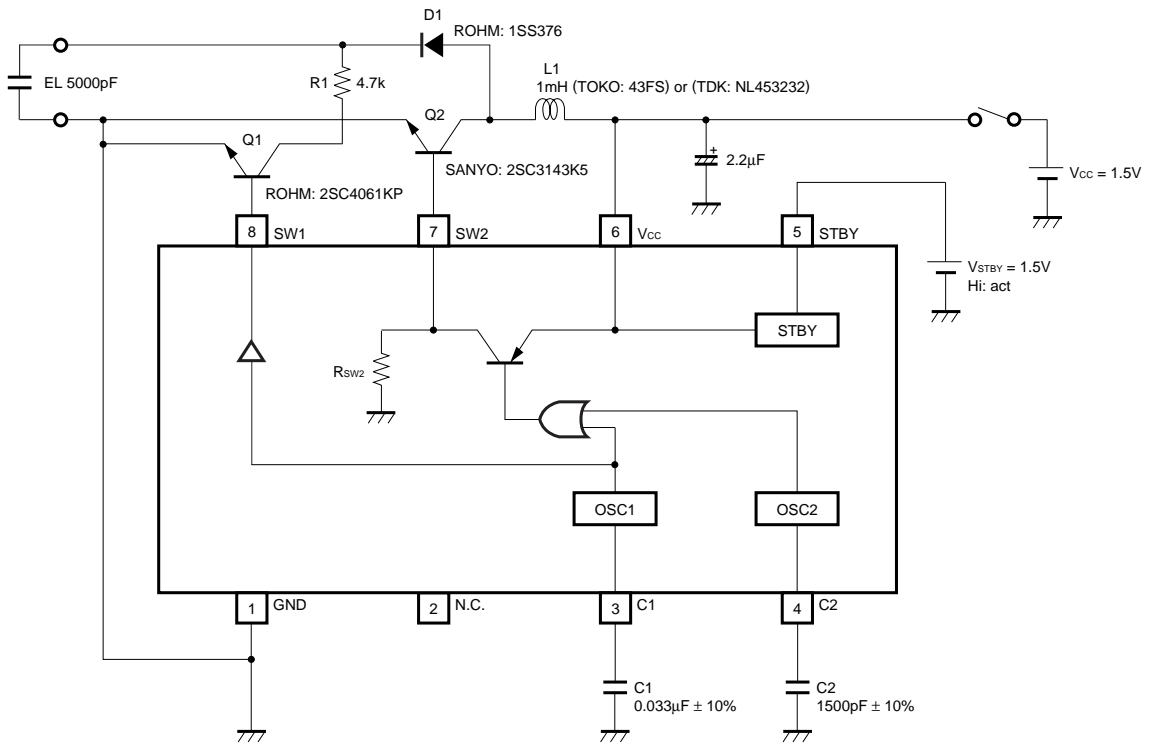 D1
ROHM: 1SS376
EL 5000pF
R1 4.7k
L1
1mH (TOKO: 43FS) or (TDK: NL453232)
Q1
Q2
ROHM: 2SC4061KP
SANYO: 2SC3143K5
+
2.2µF
VCC = 1.5V
8 SW1
7 SW2
6 VCC
5 STBY
VSTBY = 1.5V
Hi: act
STBY
RSW2
OSC1
OSC2
1 GND
2 N.C.
3 C1
4 C2
C1
0.033µF ± 10%
C2
1500pF ± 10%